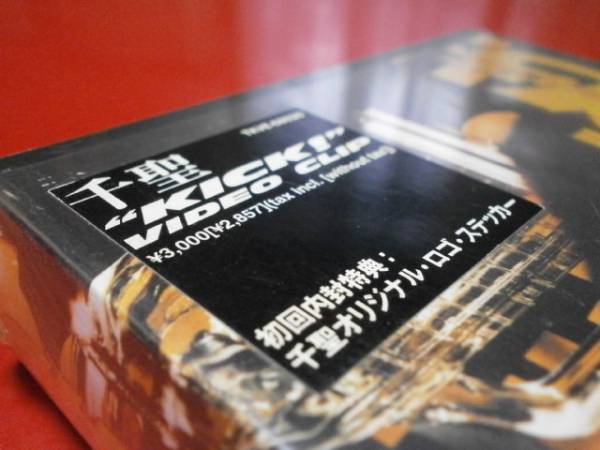 千聖
"KICK!"
VIDEO CLIP
¥3,000[¥2,857](tax incl. [without tax])
初回内封特典：
千聖オリジナル・ロゴ・ステッカー